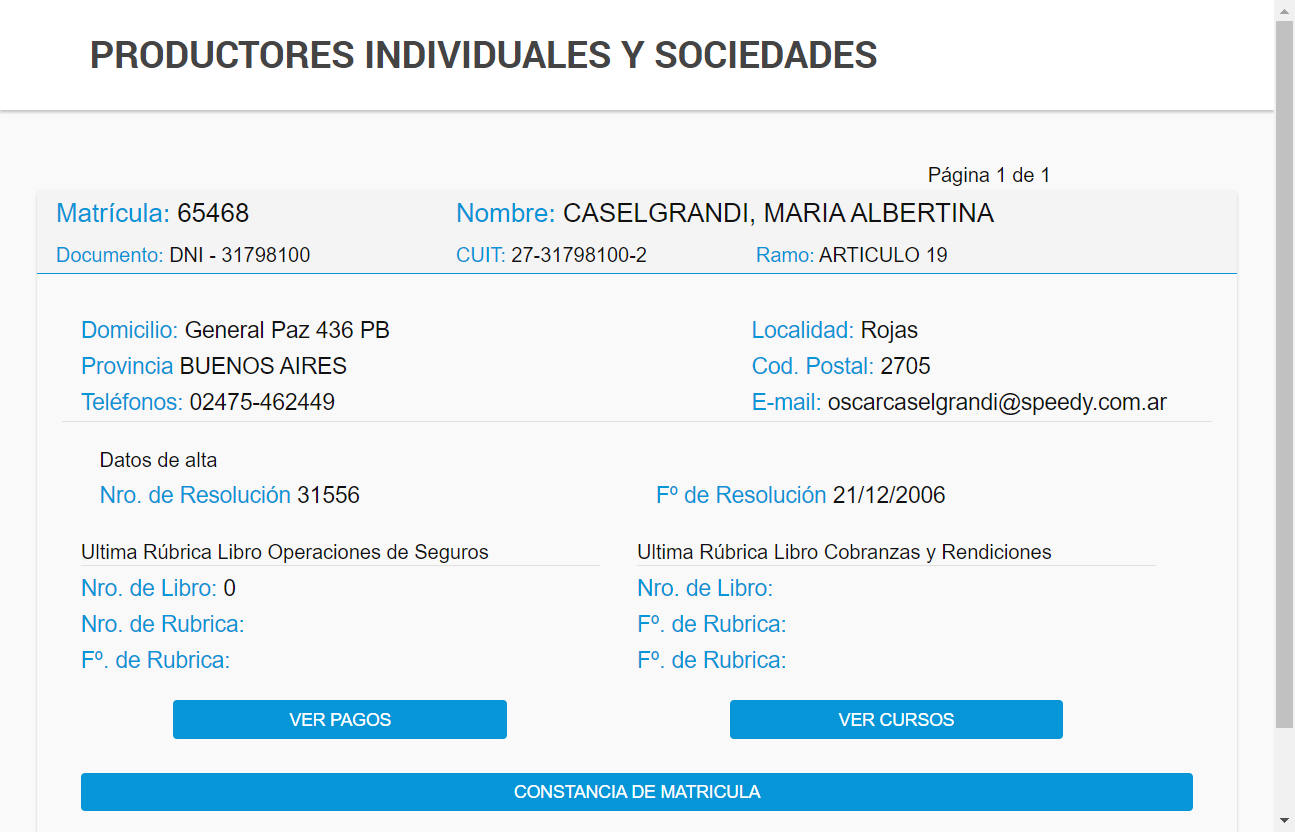 PRODUCTORES INDIVIDUALES Y SOCIEDADES
Página 1 de 1
Matrícula: 65468 Nombre: CASELGRANDI, MARIA ALBERTINA
Documento: DNI - 31798100 CUIT: 27-31798100-2 Ramo: ARTICULO 19
Domicilio: General Paz 436 PB Localidad: Rojas
Provincia BUENOS AIRES Cod. Postal: 2705
Teléfonos: 02475-462449 E-mail: oscarcaselgrandi@speedy.com.ar
Datos de alta
Nro. de Resolución 31556 Fº de Resolución 21/12/2006
Ultima Rúbrica Libro Operaciones de Seguros Ultima Rúbrica Libro Cobranzas y Rendiciones
Nro. de Libro: 0 Nro. de Libro:
Nro. de Rubrica: Fº. de Rubrica:
Fº. de Rubrica: Fº. de Rubrica:
VER PAGOS VER CURSOS
CONSTANCIA DE MATRICULA